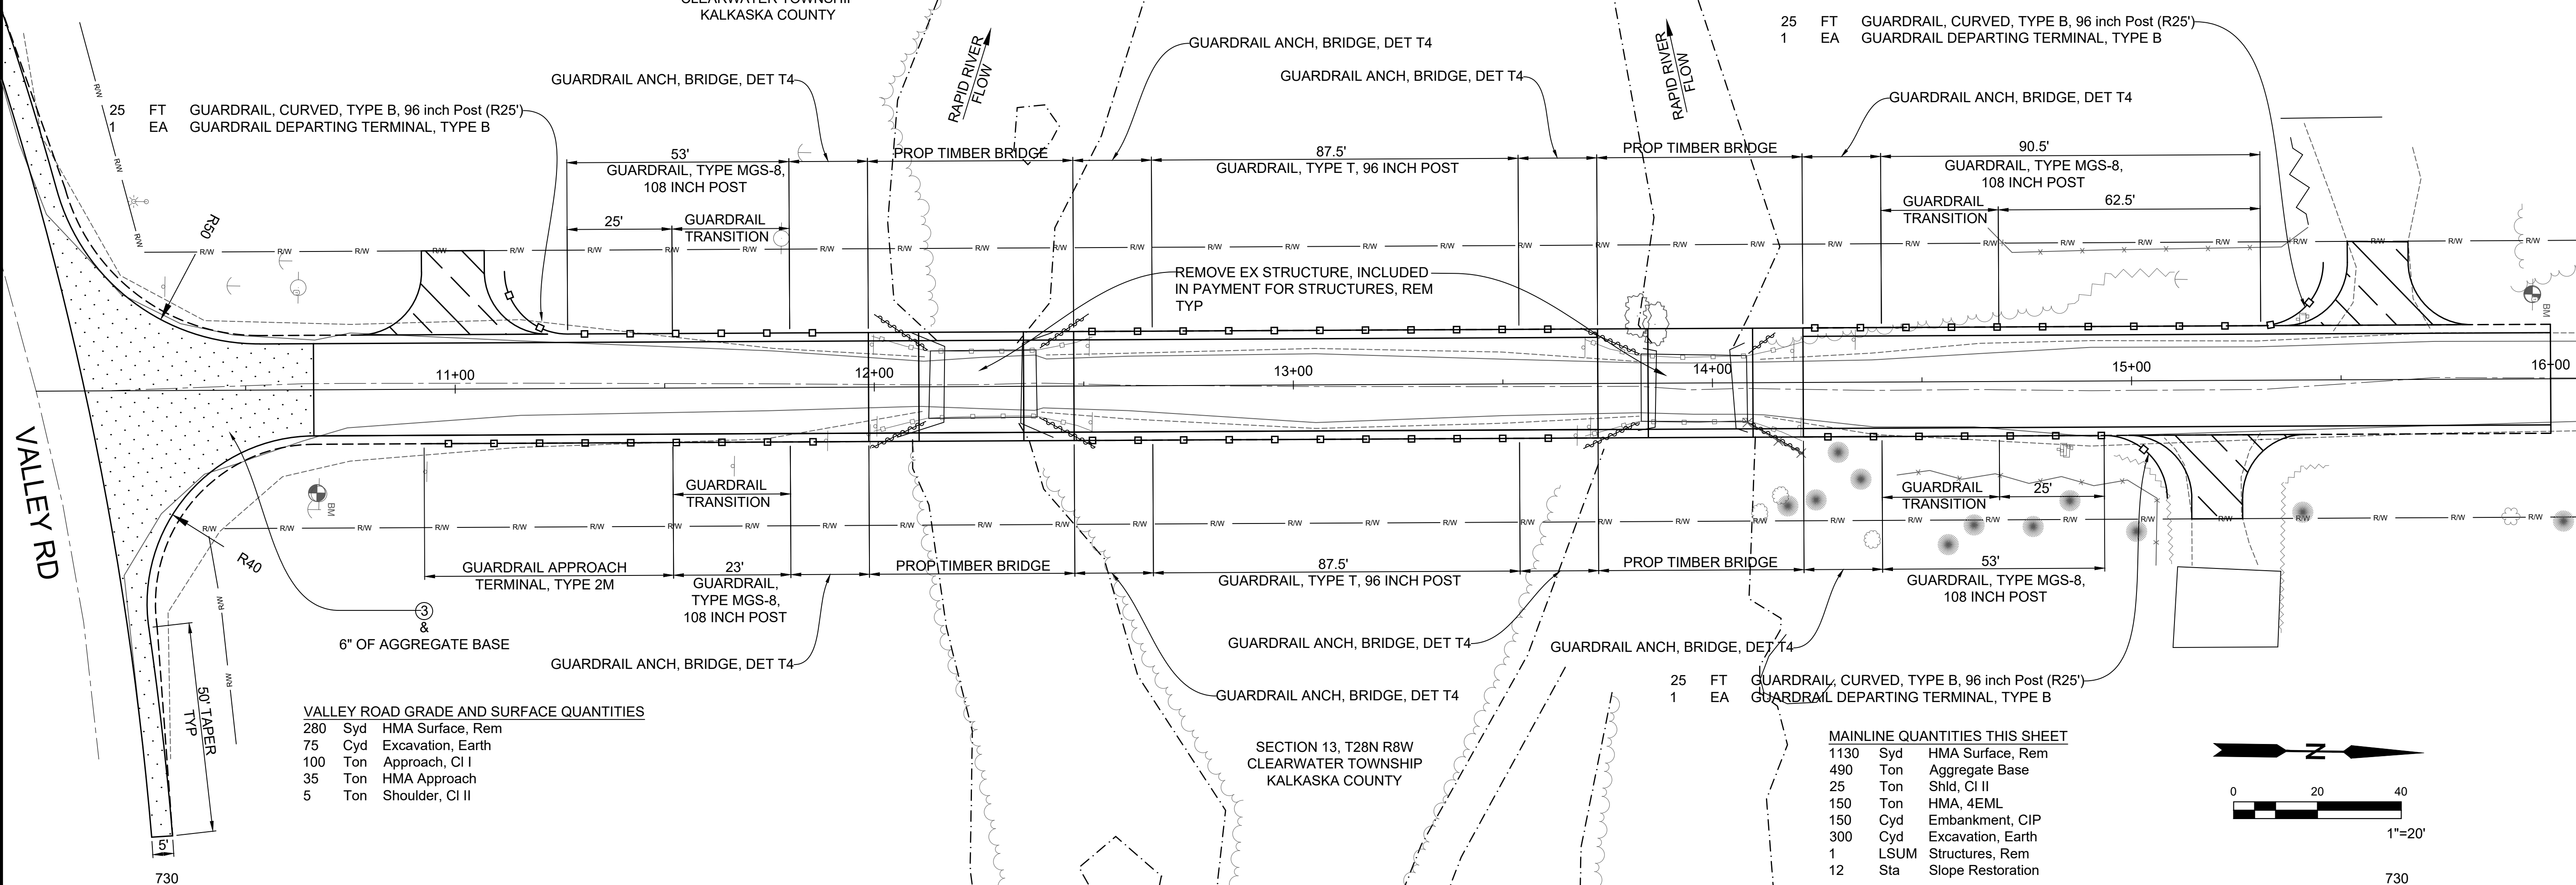 CLEARWATER TOWNSHIP
KALKASKA COUNTY
25 FT GUARDRAIL, CURVED, TYPE B, 96 inch Post (R25')
1 EA GUARDRAIL DEPARTING TERMINAL, TYPE B
GUARDRAIL ANCH, BRIDGE, DET T4
RAPID RIVER
FLOW
GUARDRAIL ANCH, BRIDGE, DET T4
GUARDRAIL ANCH, BRIDGE, DET T4
RAPID RIVER
FLOW
25 FT GUARDRAIL, CURVED, TYPE B, 96 inch Post (R25')
1 EA GUARDRAIL DEPARTING TERMINAL, TYPE B
GUARDRAIL ANCH, BRIDGE, DET T4
53'
GUARDRAIL, TYPE MGS-8,
108 INCH POST
25'
GUARDRAIL
TRANSITION
PROP TIMBER BRIDGE
87.5'
GUARDRAIL, TYPE T, 96 INCH POST
PROP TIMBER BRIDGE
90.5'
GUARDRAIL, TYPE MGS-8,
108 INCH POST
GUARDRAIL
TRANSITION
62.5'
R50
R/W R/W R/W R/W R/W R/W R/W R/W R/W R/W R/W R/W R/W R/W R/W R/W R/W R/W R/W R/W R/W R/W R/W R/W R/W R/W R/W R/W R/W R/W R/W
R/W
R/W
R/W
REMOVE EX STRUCTURE, INCLUDED
IN PAYMENT FOR STRUCTURES, REM
TYP
BM
11+00 12+00 13+00 14+00 15+00 16+00
VALLEY RD
BM
R40
GUARDRAIL
TRANSITION
GUARDRAIL
TRANSITION
25'
R/W R/W R/W R/W R/W R/W R/W R/W R/W R/W R/W R/W R/W R/W R/W R/W R/W R/W R/W R/W R/W R/W R/W R/W R/W R/W R/W R/W R/W R/W R/W
R/W
R/W
GUARDRAIL APPROACH
TERMINAL, TYPE 2M
23'
GUARDRAIL,
TYPE MGS-8,
108 INCH POST
PROP TIMBER BRIDGE
87.5'
GUARDRAIL, TYPE T, 96 INCH POST
PROP TIMBER BRIDGE
53'
GUARDRAIL, TYPE MGS-8,
108 INCH POST
3
&
6" OF AGGREGATE BASE
GUARDRAIL ANCH, BRIDGE, DET T4
GUARDRAIL ANCH, BRIDGE, DET T4
GUARDRAIL ANCH, BRIDGE, DET T4
GUARDRAIL ANCH, BRIDGE, DET T4
25 FT GUARDRAIL, CURVED, TYPE B, 96 inch Post (R25')
1 EA GUARDRAIL DEPARTING TERMINAL, TYPE B
50' TAPER
TYP
5'
730
VALLEY ROAD GRADE AND SURFACE QUANTITIES
280 Syd HMA Surface, Rem
75 Cyd Excavation, Earth
100 Ton Approach, Cl I
35 Ton HMA Approach
5 Ton Shoulder, Cl II
SECTION 13, T28N R8W
CLEARWATER TOWNSHIP
KALKASKA COUNTY
MAINLINE QUANTITIES THIS SHEET
1130 Syd HMA Surface, Rem
490 Ton Aggregate Base
25 Ton Shld, Cl II
150 Ton HMA, 4EML
150 Cyd Embankment, CIP
300 Cyd Excavation, Earth
1 LSUM Structures, Rem
12 Sta Slope Restoration
N
0 20 40
1"=20'
730